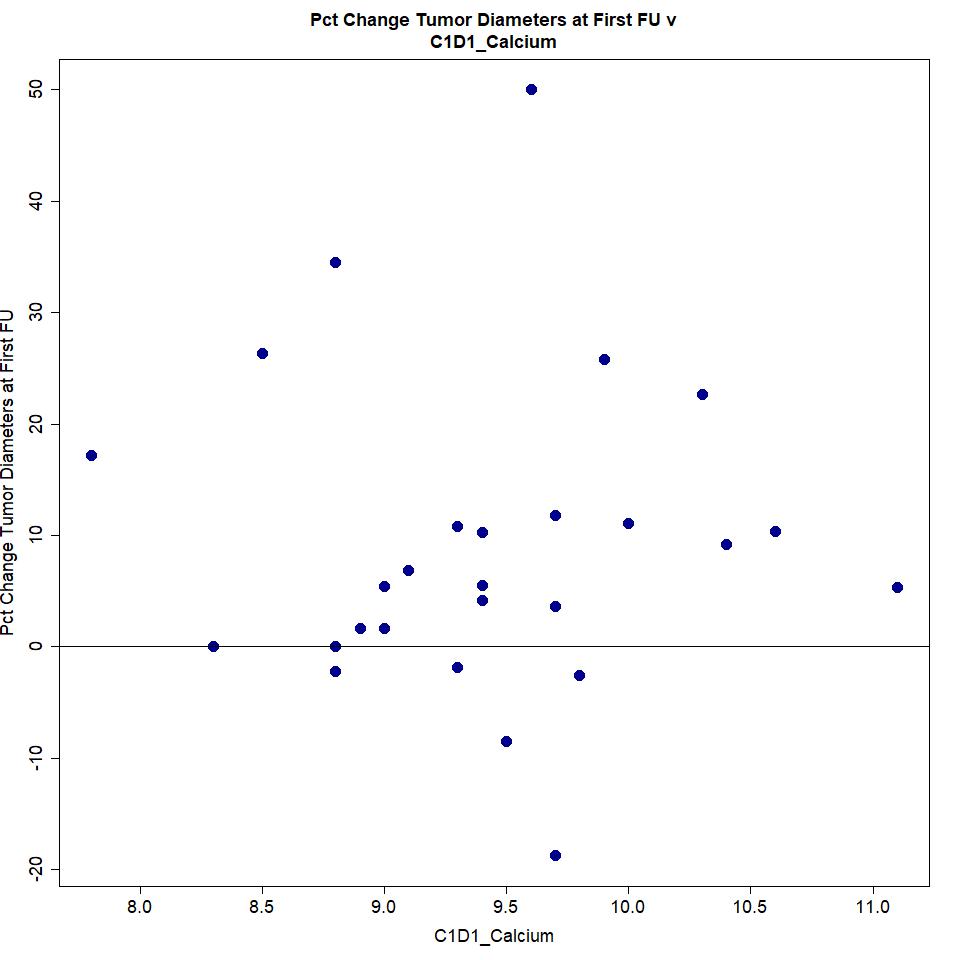 Pct Change Tumor Diameters at First FU v
C1D1_Calcium
Pct Change Tumor Diameters at First FU
50
40
30
20
10
0
-10
-20
8.0 8.5 9.0 9.5 10.0 10.5 11.0
C1D1_Calcium